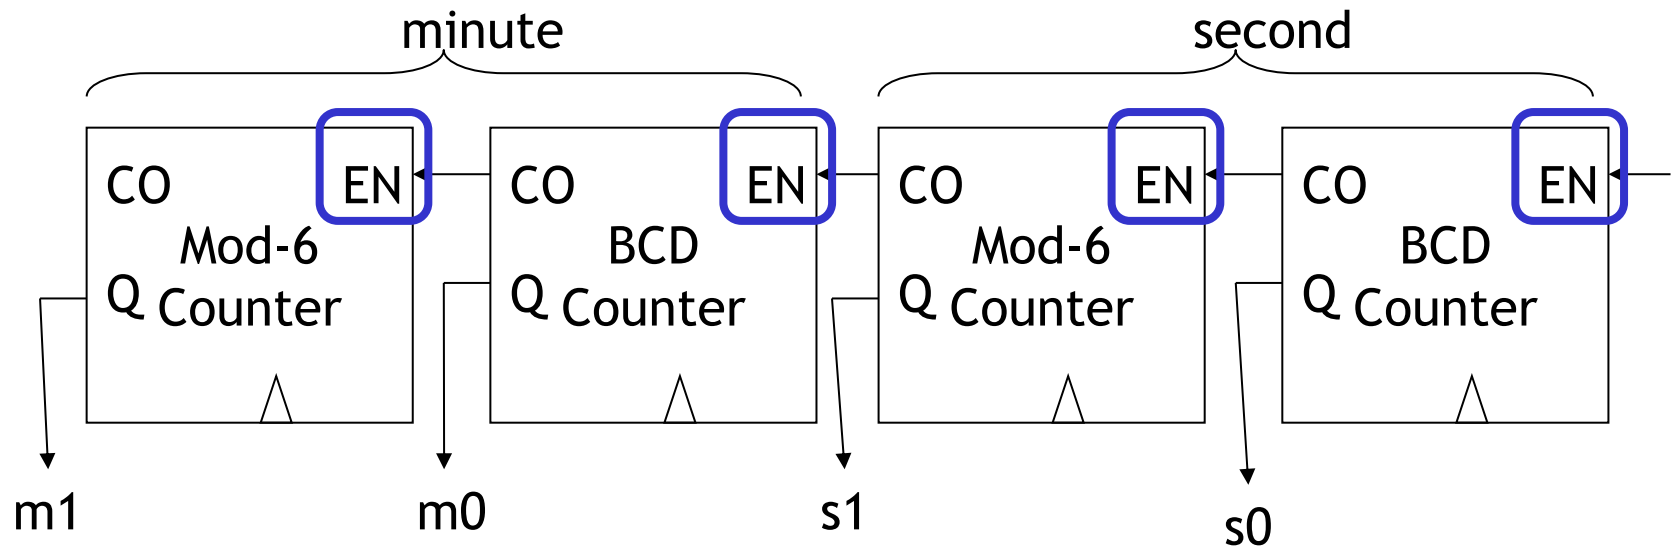 minute second
CO EN CO EN CO EN CO EN
Mod-6 BCD Mod-6 BCD
Q Counter Q Counter Q Counter Q Counter
m1 m0 s1 s0